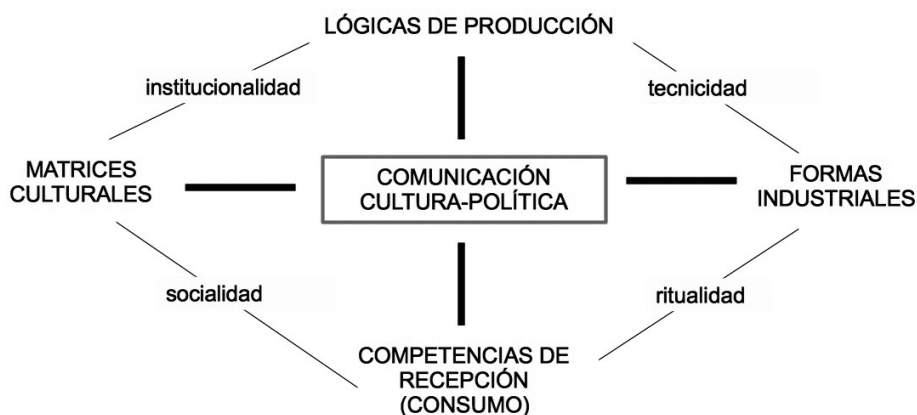 LÓGICAS DE PRODUCCIÓN
institucionalidad
tecnicidad
MATRICES
CULTURALES
COMUNICACIÓN
CULTURA-POLÍTICA
FORMAS
INDUSTRIALES
socialidad
ritualidad
COMPETENCIAS DE
RECEPCIÓN
(CONSUMO)